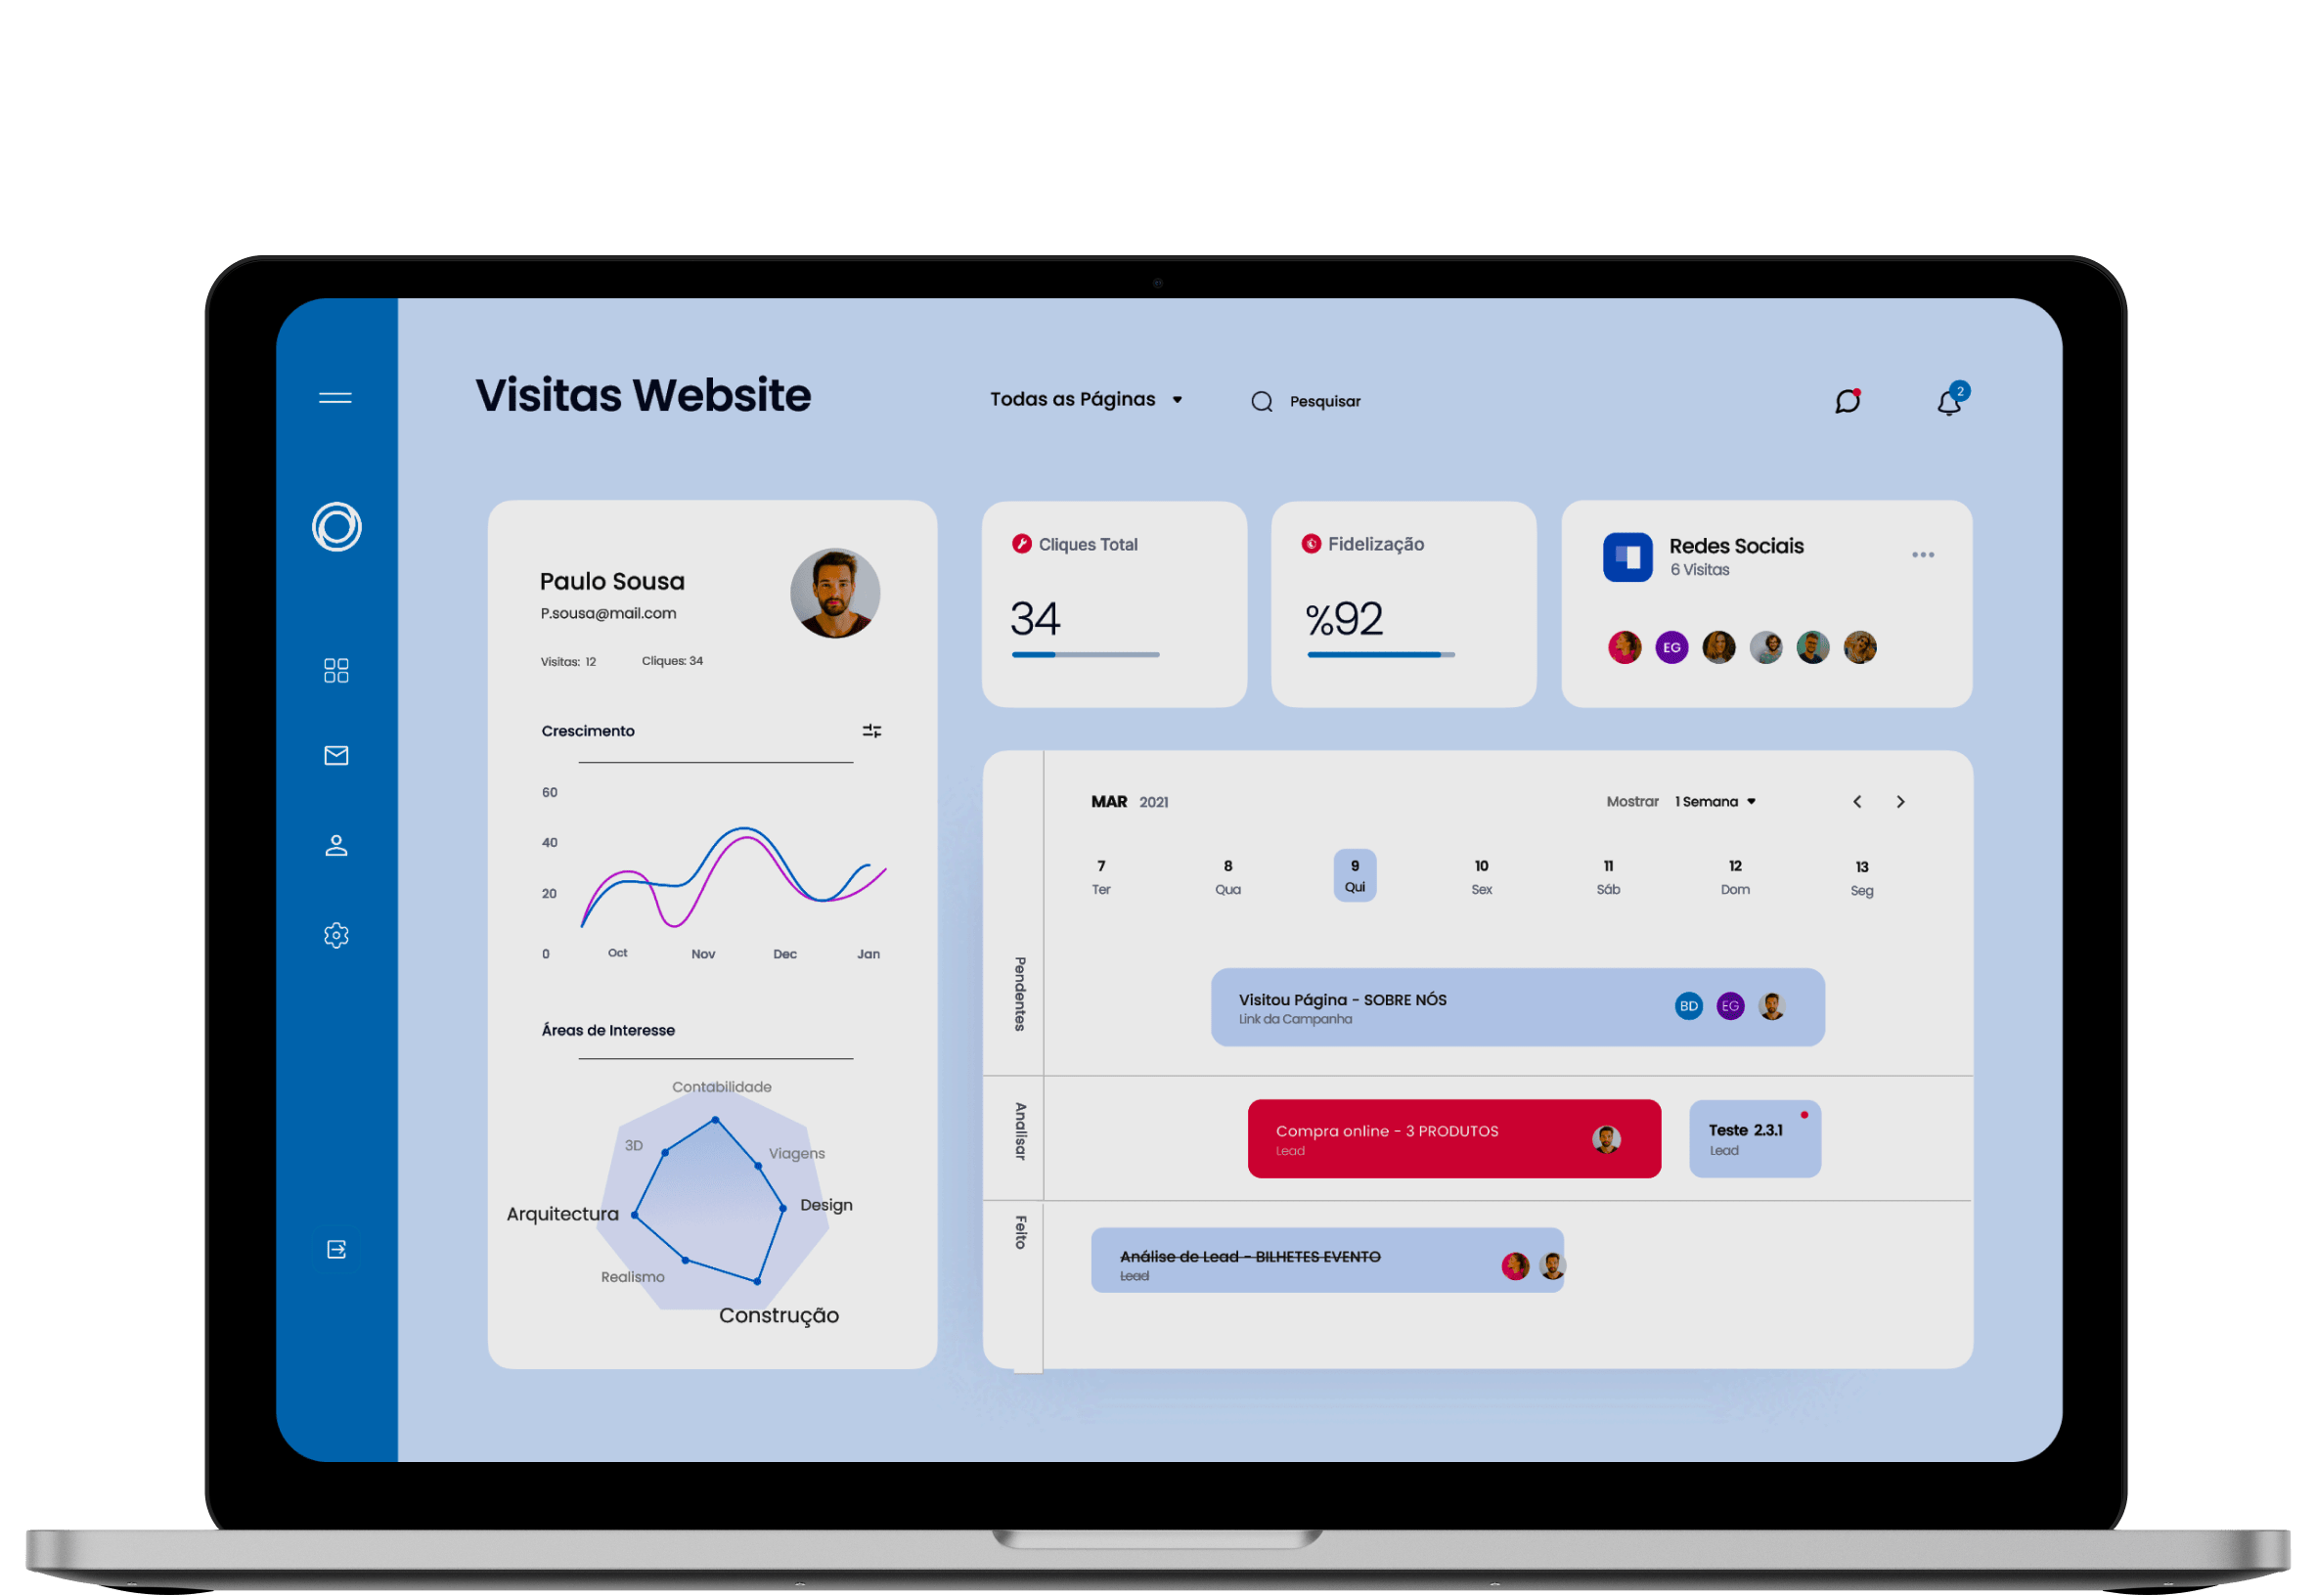 Visitas Website
Todas as Páginas
Pesquisar
2
Paulo Sousa
P.sousa@mail.com
Visitas: 12
Cliques: 34
Crescimento
60
40
20
0
Oct
Nov
Dec
Jan
Áreas de Interesse
Contabilidade
3D
Viagens
Arquitectura
Design
Realismo
Construção
Cliques Total
34
Fidelização
%92
Redes Sociais
6 Visitas
EG
MAR 2021
Mostrar 1 Semana
7 8 9 10 11 12 13
Ter Qua Qui Sex Sáb Dom Seg
Pendentes
Visitou Página - SOBRE NÓS
Link da Campanha
BD EG
Analisar
Compra online - 3 PRODUTOS
Lead
Teste 2.3.1
Lead
Feito
Análise de Lead - BILHETES EVENTO
Lead